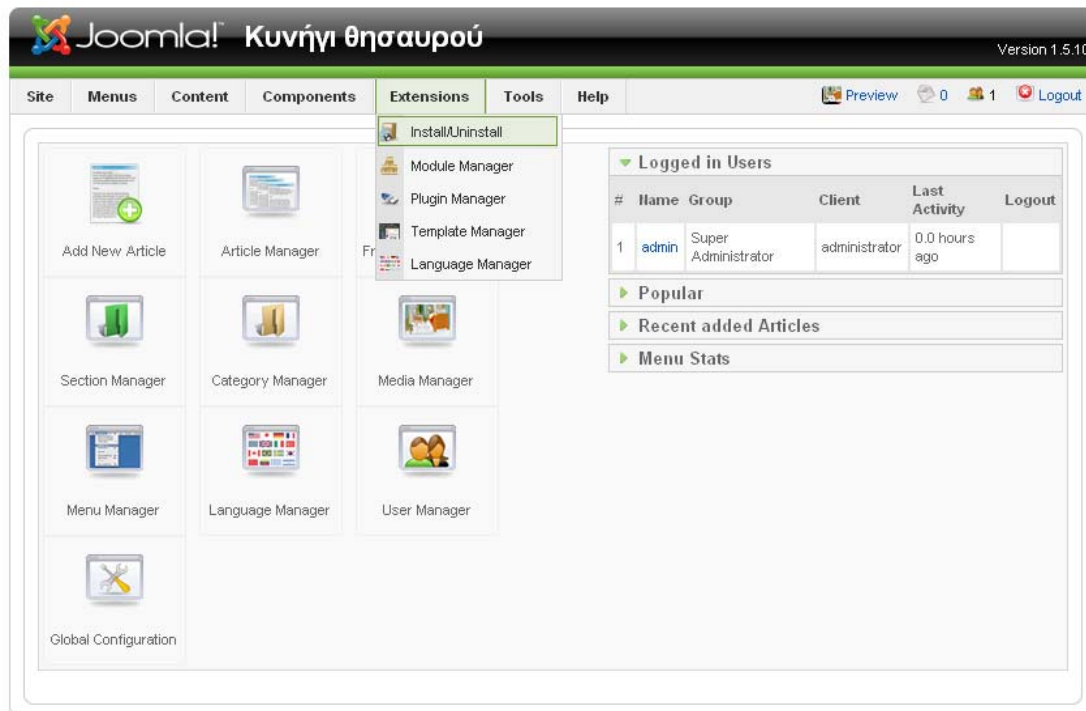 Joomla! Κυνήγι θησαυρού
Version 1.5.10
Site Menus Content Components Extensions Tools Help Preview 0 1 Logout
Install/Uninstall
Module Manager
Plugin Manager
Template Manager
Language Manager
Add New Article Article Manager
Section Manager Category Manager Media Manager
Menu Manager Language Manager User Manager
Global Configuration
Logged in Users
# Name Group Client Last Activity Logout
1 admin Super Administrator administrator 0.0 hours ago
Popular
Recent added Articles
Menu Stats